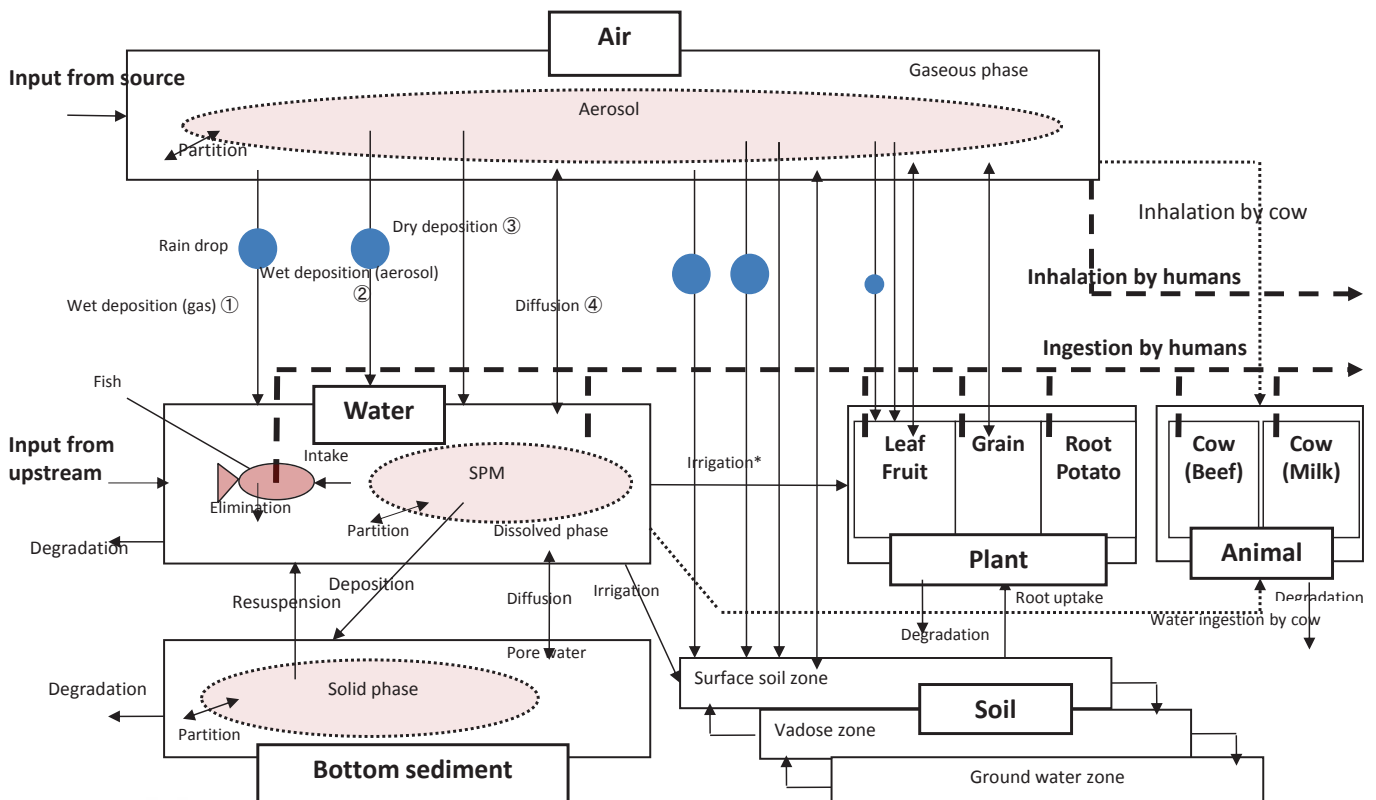 Air
Input from source
Gaseous phase
Aerosol
Partition
Inhalation by cow
Dry deposition ③
Rain drop
Wet deposition (aerosol)
②
Inhalation by humans
Wet deposition (gas) ①
Diffusion ④
Ingestion by humans
Fish
Water
Input from
upstream
Intake
SPM
Irrigation*
Leaf
Fruit
Grain
Root
Potato
Cow
(Beef)
Cow
(Milk)
Elimination
Partition
Dissolved phase
Degradation
Plant
Animal
Deposition
Resuspension
Diffusion
Irrigation
Root uptake
Degradation
Water ingestion by cow
Degradation
Pore water
Surface soil zone
Degradation
Solid phase
Soil
Partition
Vadose zone
Bottom sediment
Ground water zone